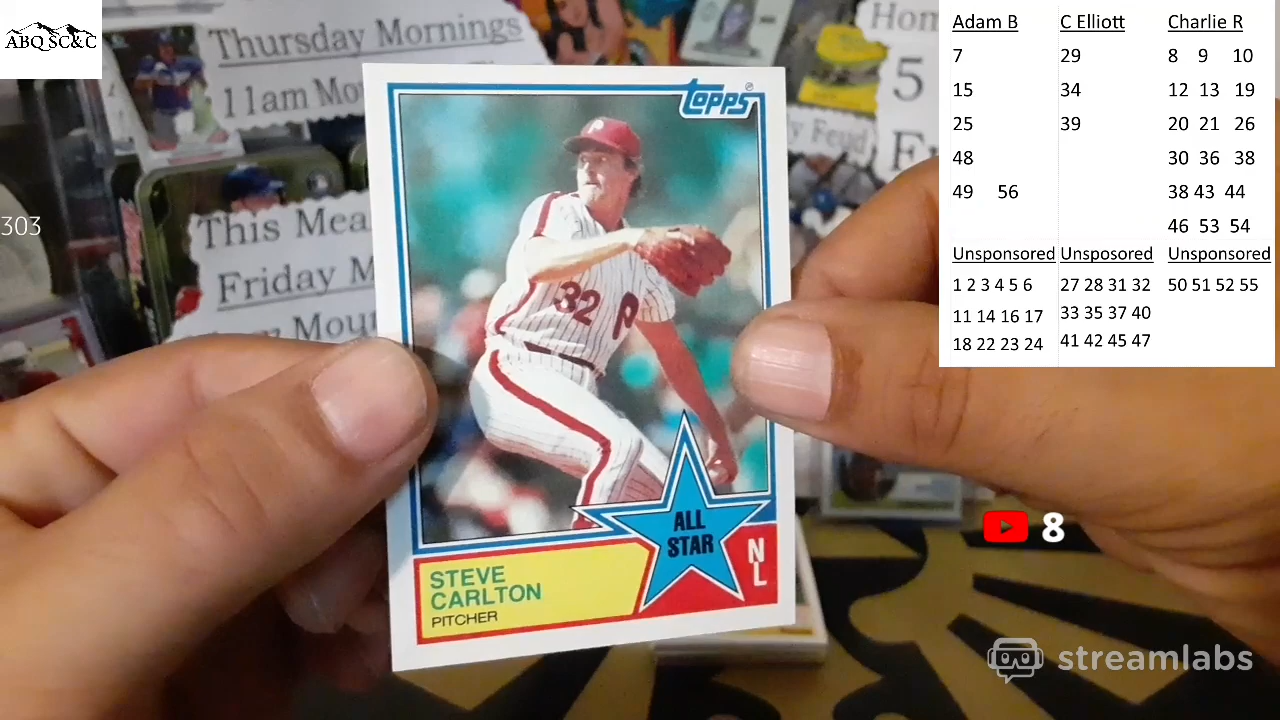 ABQ SC&C
Thursday Mornings
11am Mou
Hom
5
y Feud
This Mea
Friday M
Mou
303
TOPPS®
P
32 P
ALL
STAR
N
L
STEVE
CARLTON
PITCHER
Adam B
7
15
25
48
49 56
C Elliott
29
34
39
Charlie R
8 9 10
12 13 19
20 21 26
30 36 38
38 43 44
46 53 54
Unsponsored
1 2 3 4 5 6
11 14 16 17
18 22 23 24
Unsposored
27 28 31 32
33 35 37 40
41 42 45 47
Unsponsored
50 51 52 55
8
streamlabs